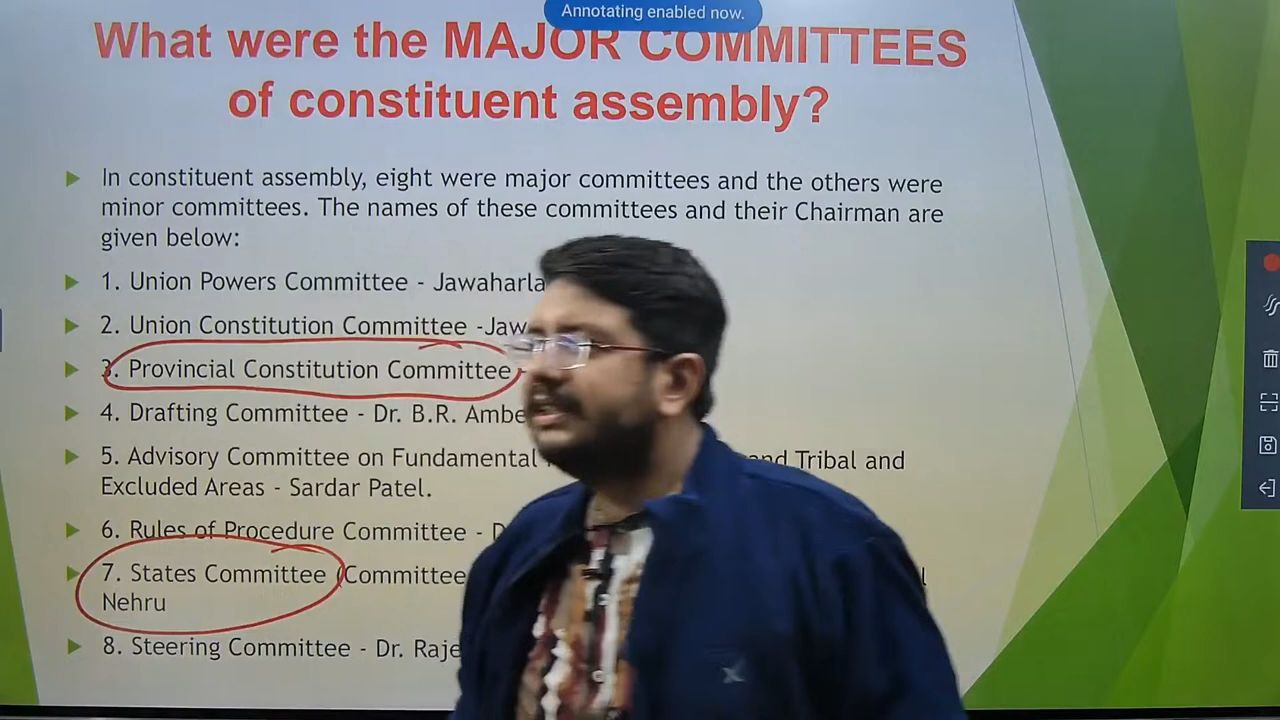 Annotating enabled now.
What were the MAJOR COMMITTEES
of constituent assembly?
In constituent assembly, eight were major committees and the others were
minor committees. The names of these committees and their Chairman are
given below:
1. Union Powers Committee - Jawaharla
2. Union Constitution Committee -Jaw
3. Provincial Constitution Committee -
4. Drafting Committee - Dr. B.R. Ambe
5. Advisory Committee on Fundamental and Tribal and
Excluded Areas - Sardar Patel.
6. Rules of Procedure Committee - D
7. States Committee (Committee l
Nehru
8. Steering Committee - Dr. Raje